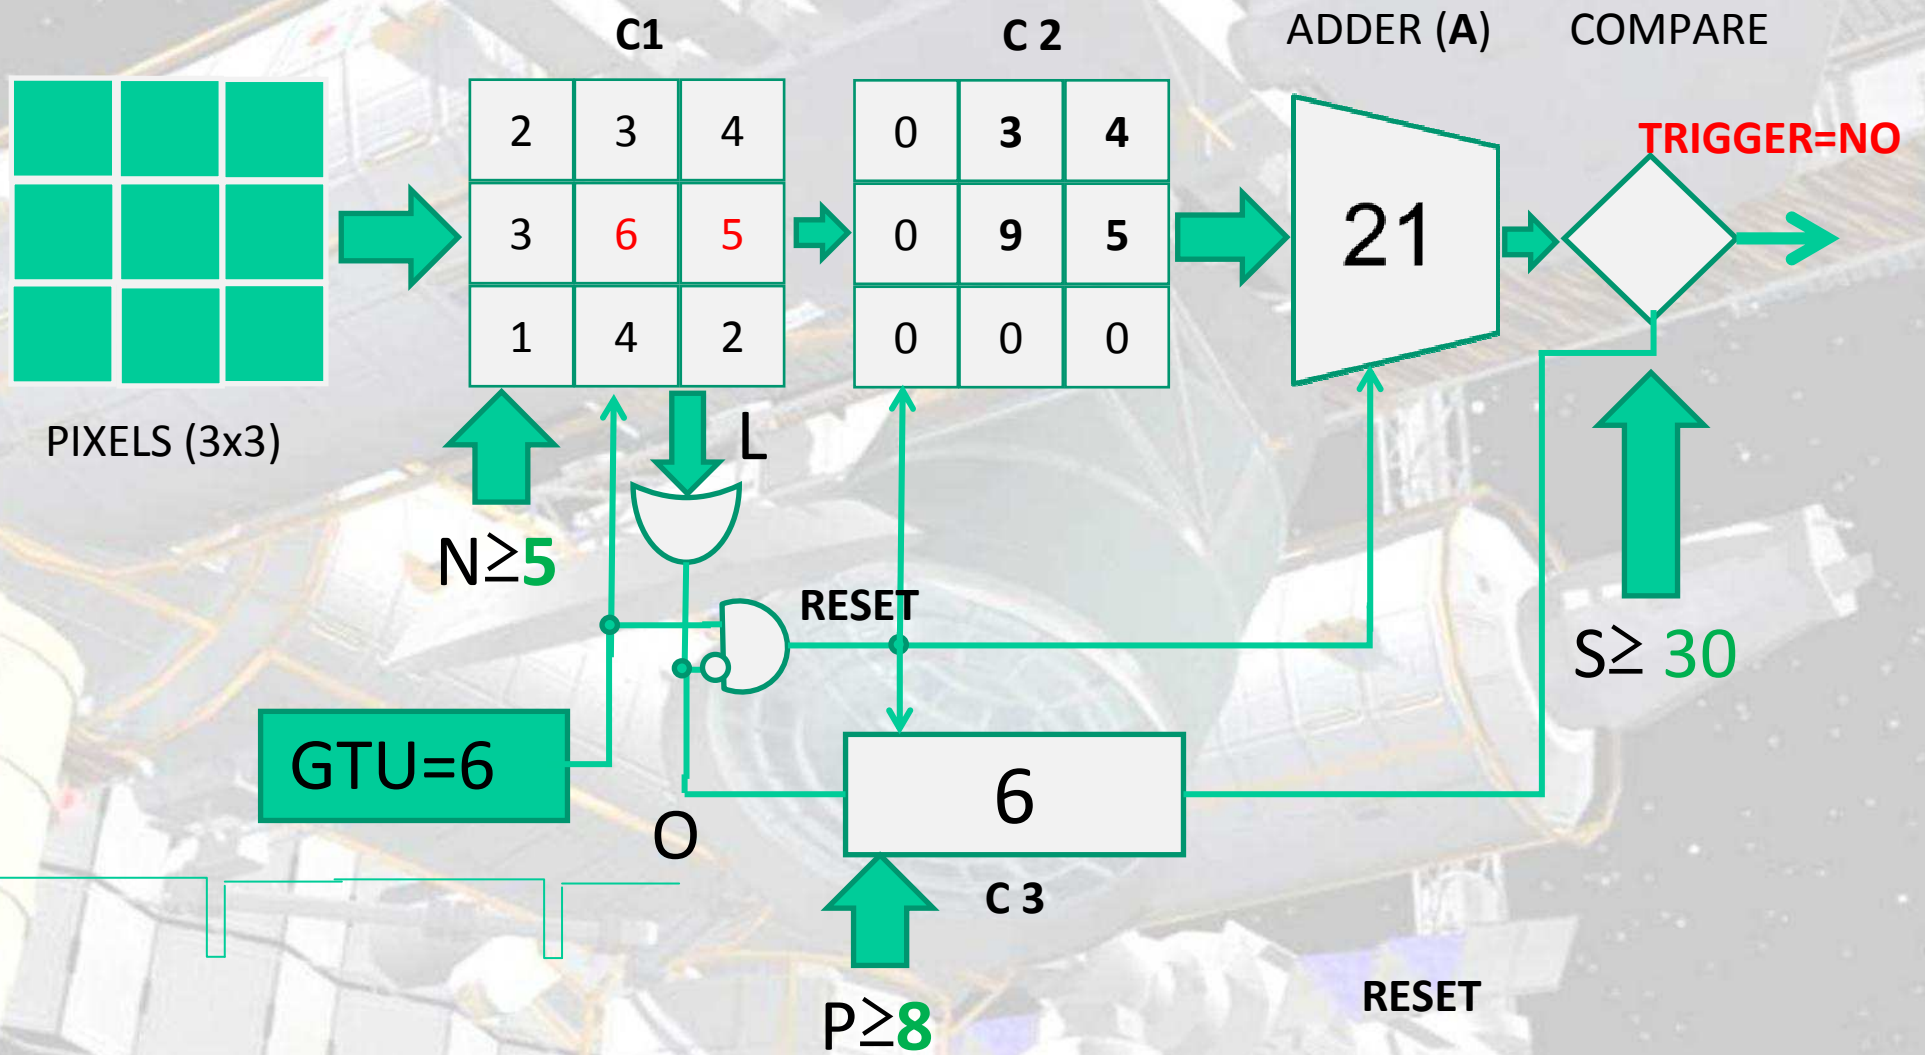 C1
C 2
ADDER (A)
COMPARE
TRIGGER=NO
2 3 4
3 6 5
1 4 2
0 3 4
0 9 5
0 0 0
21
PIXELS (3x3)
L
N≥5
RESET
S≥ 30
GTU=6
6
O
C 3
P≥8
RESET